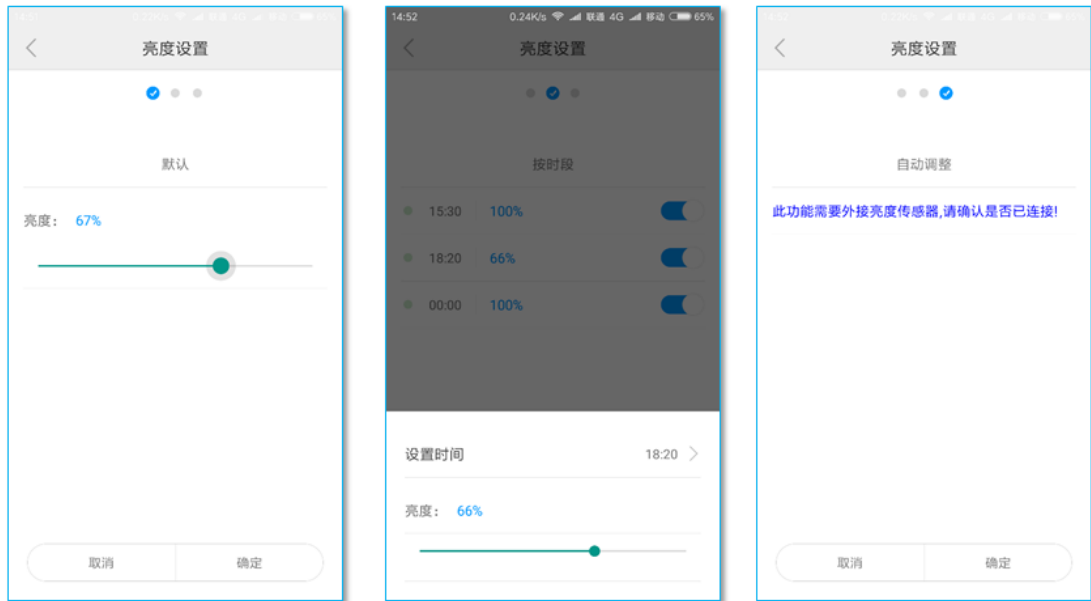 亮度设置
默认
亮度： 67%
取消 确定
14:52 0.24K/s 联通 4G 移动 65%
亮度设置
按时段
15:30 100%
18:20 66%
00:00 100%
设置时间 18:20
亮度： 66%
亮度设置
自动调整
此功能需要外接亮度传感器,请确认是否已连接!
取消 确定